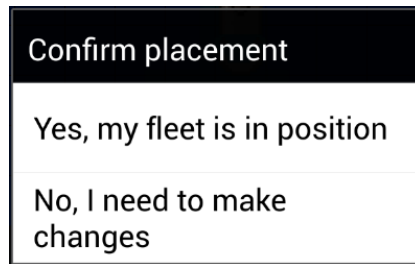 Confirm placement
Yes, my fleet is in position
No, I need to make
changes